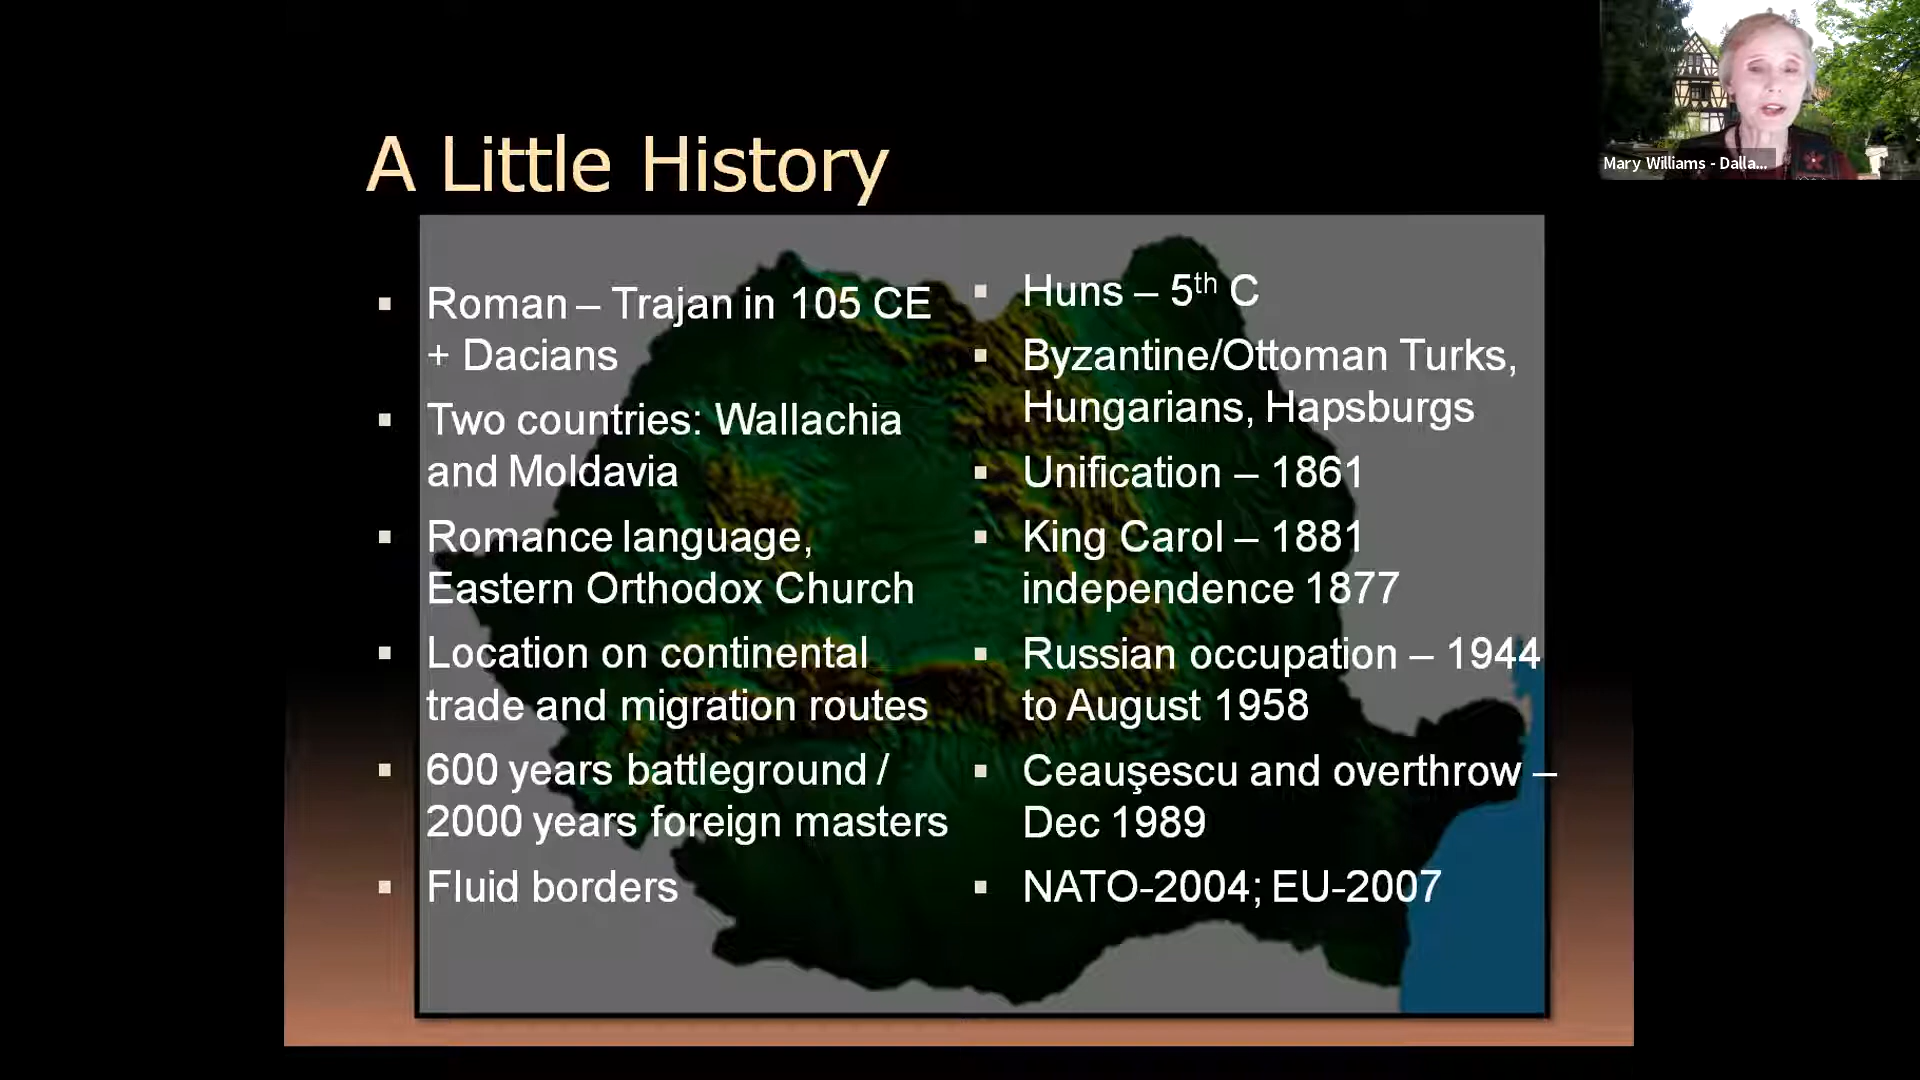 A Little History
▪ Roman – Trajan in 105 CE
+ Dacians
▪ Two countries: Wallachia
and Moldavia
▪ Romance language,
Eastern Orthodox Church
▪ Location on continental
trade and migration routes
▪ 600 years battleground /
2000 years foreign masters
▪ Fluid borders
▪ Huns – 5th C
▪ Byzantine/Ottoman Turks,
Hungarians, Hapsburgs
▪ Unification – 1861
▪ King Carol – 1881
independence 1877
▪ Russian occupation – 1944
to August 1958
▪ Ceauşescu and overthrow –
Dec 1989
▪ NATO-2004; EU-2007
Mary Williams - Dalla...